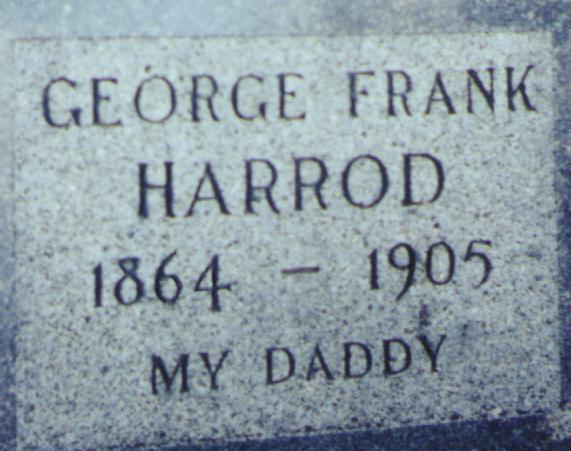 GEORGE FRANK
HARROD
1864 - 1905
MY DADDY